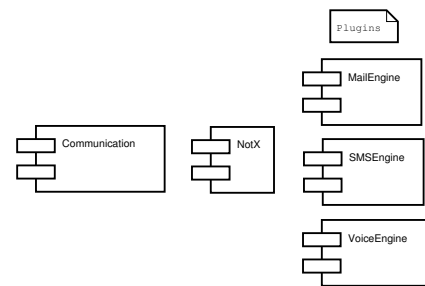 Plugins
MailEngine
Communication
NotX
SMSEngine
VoiceEngine